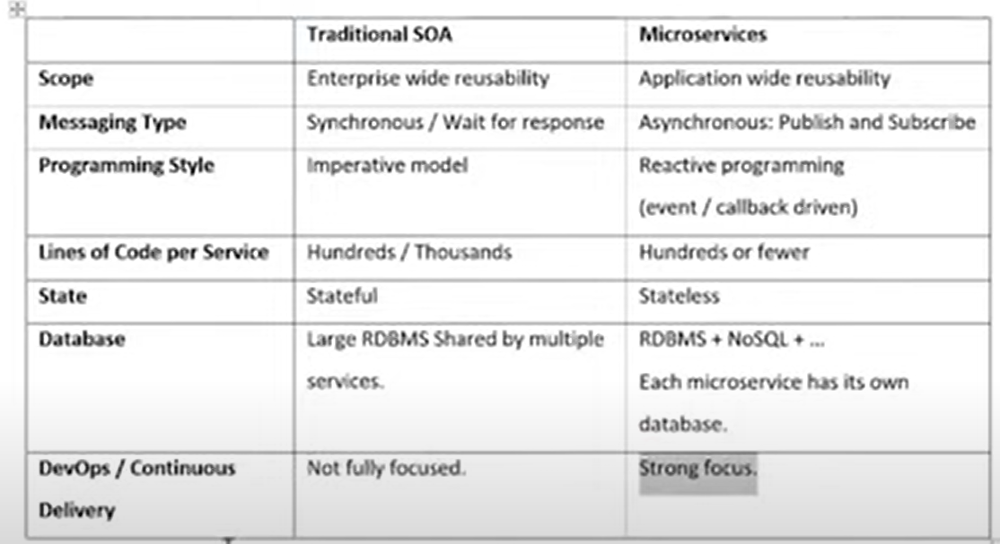 Traditional SOA Microservices
Scope Enterprise wide reusability Application wide reusability
Messaging Type Synchronous / Wait for response Asynchronous: Publish and Subscribe
Programming Style Imperative model Reactive programming
(event / callback driven)
Lines of Code per Service Hundreds / Thousands Hundreds or fewer
State Stateful Stateless
Database Large RDBMS Shared by multiple RDBMS + NoSQL + ...
services. Each microservice has its own
database.
DevOps / Continuous Not fully focused. Strong focus.
Delivery